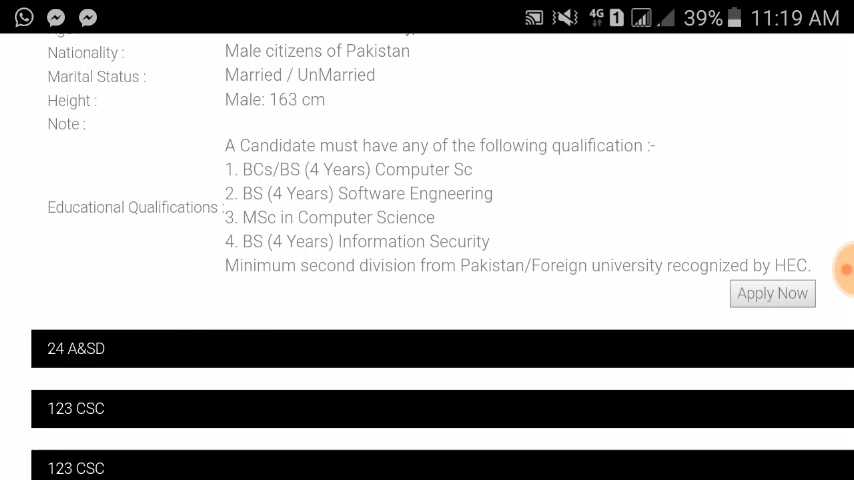 4G 1 39% 11:19 AM
Nationality : Male citizens of Pakistan
Marital Status : Married / UnMarried
Height : Male: 163 cm
Note :
A Candidate must have any of the following qualification :-
1. BCs/BS (4 Years) Computer Sc
2. BS (4 Years) Software Engneering
Educational Qualifications :
3. MSc in Computer Science
4. BS (4 Years) Information Security
Minimum second division from Pakistan/Foreign university recognized by HEC.
Apply Now
24 A&SD
123 CSC
123 CSC